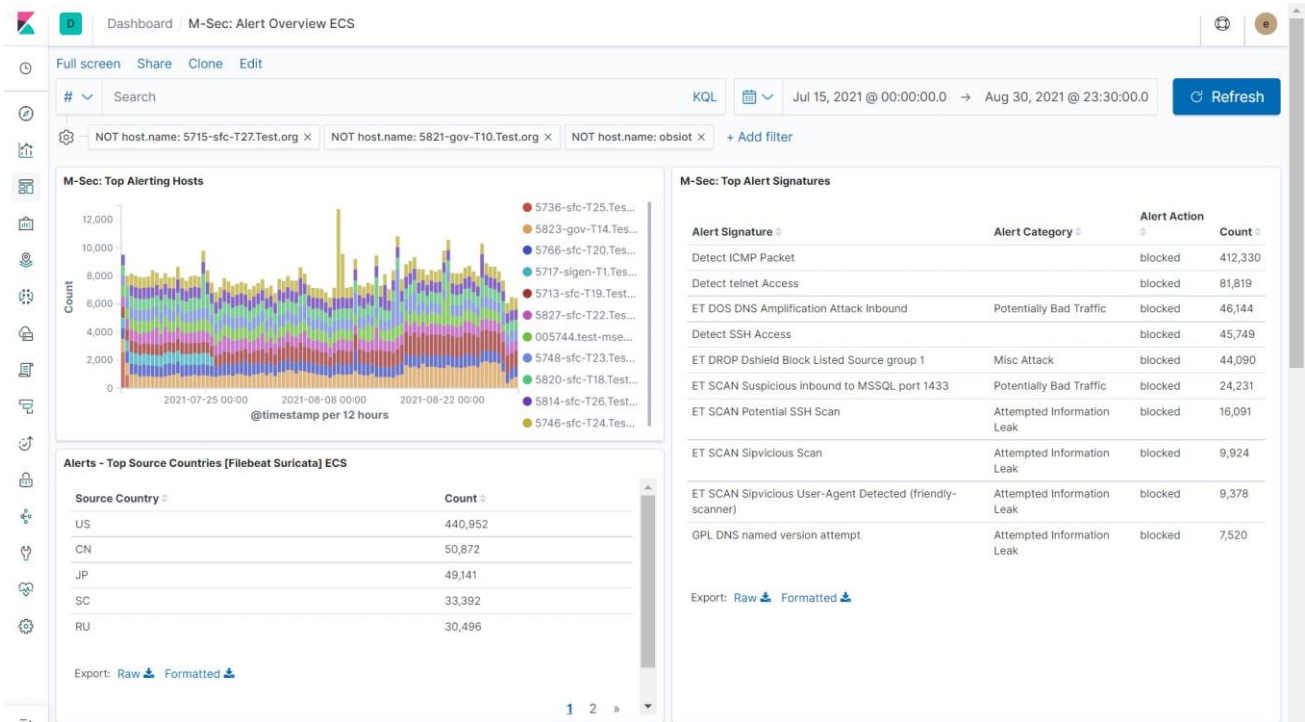 D Dashboard / M-Sec: Alert Overview ECS e
Full screen Share Clone Edit
# Search KQL Jul 15, 2021 @ 00:00:00.0 → Aug 30, 2021 @ 23:30:00.0 Refresh
NOT host.name: 5715-sfc-T27.Test.org × NOT host.name: 5821-gov-T10.Test.org × NOT host.name: obsiot × + Add filter
M-Sec: Top Alerting Hosts
12,000
10,000
8,000
6,000
4,000
2,000
0
Count
2021-07-25 00:00 2021-08-08 00:00 2021-08-22 00:00
@timestamp per 12 hours
5736-sfc-T25.Tes...
5823-gov-T14.Tes...
5766-sfc-T20.Tes...
5717-sigen-T1.Tes...
5713-sfc-T19.Test...
5827-sfc-T22.Tes...
005744.test-mse...
5748-sfc-T23.Tes...
5820-sfc-T18.Test...
5814-sfc-T26.Test...
5746-sfc-T24.Tes...
Alerts - Top Source Countries [Filebeat Suricata] ECS
Source Country Count
US 440,952
CN 50,872
JP 49,141
SC 33,392
RU 30,496
Export: Raw Formatted
1 2 »
M-Sec: Top Alert Signatures
Alert Signature Alert Category Alert Action Count
Detect ICMP Packet blocked 412,330
Detect telnet Access blocked 81,819
ET DOS DNS Amplification Attack Inbound Potentially Bad Traffic blocked 46,144
Detect SSH Access blocked 45,749
ET DROP Dshield Block Listed Source group 1 Misc Attack blocked 44,090
ET SCAN Suspicious inbound to MSSQL port 1433 Potentially Bad Traffic blocked 24,231
ET SCAN Potential SSH Scan Attempted Information blocked 16,091
Leak
ET SCAN Sipvicious Scan Attempted Information blocked 9,924
Leak
ET SCAN Sipvicious User-Agent Detected (friendly- Attempted Information blocked 9,378
scanner) Leak
GPL DNS named version attempt Attempted Information blocked 7,520
Leak
Export: Raw Formatted